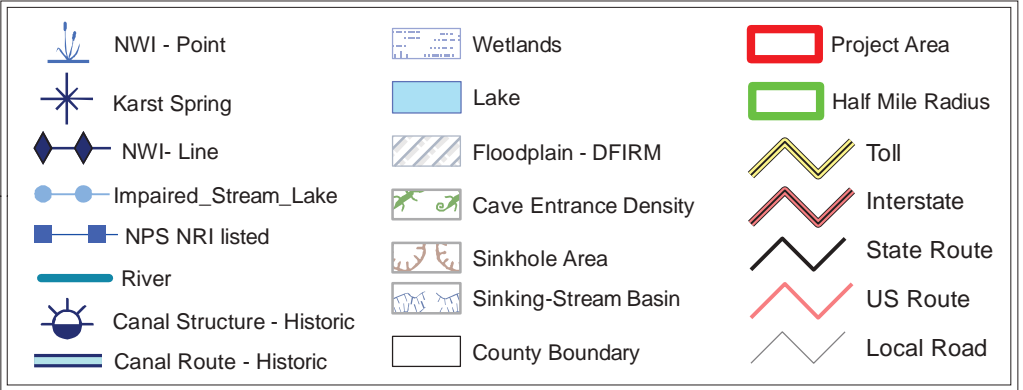 NWI - Point
Karst Spring
NWI- Line
Impaired_Stream_Lake
NPS NRI listed
River
Canal Structure - Historic
Canal Route - Historic
Wetlands
Lake
Floodplain - DFIRM
Cave Entrance Density
Sinkhole Area
Sinking-Stream Basin
County Boundary
Project Area
Half Mile Radius
Toll
Interstate
State Route
US Route
Local Road